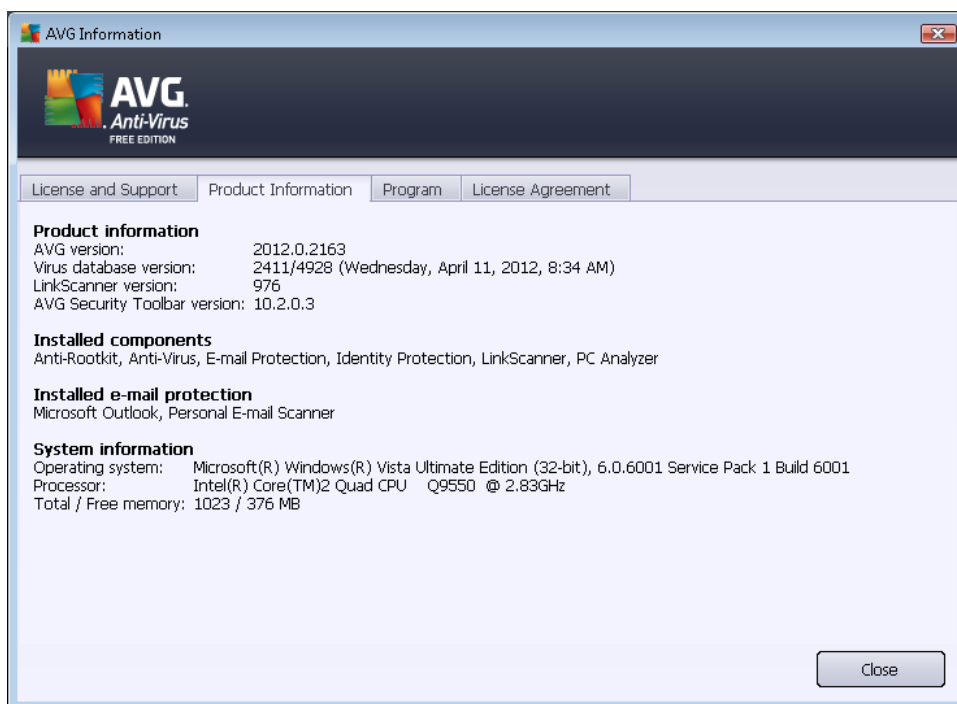 AVG Information
AVG.
Anti-Virus
FREE EDITION
License and Support Product Information Program License Agreement
Product information
AVG version: 2012.0.2163
Virus database version: 2411/4928 (Wednesday, April 11, 2012, 8:34 AM)
LinkScanner version: 976
AVG Security Toolbar version: 10.2.0.3
Installed components
Anti-Rootkit, Anti-Virus, E-mail Protection, Identity Protection, LinkScanner, PC Analyzer
Installed e-mail protection
Microsoft Outlook, Personal E-mail Scanner
System information
Operating system: Microsoft(R) Windows(R) Vista Ultimate Edition (32-bit), 6.0.6001 Service Pack 1 Build 6001
Processor: Intel(R) Core(TM)2 Quad CPU Q9550 @ 2.83GHz
Total / Free memory: 1023 / 376 MB
Close